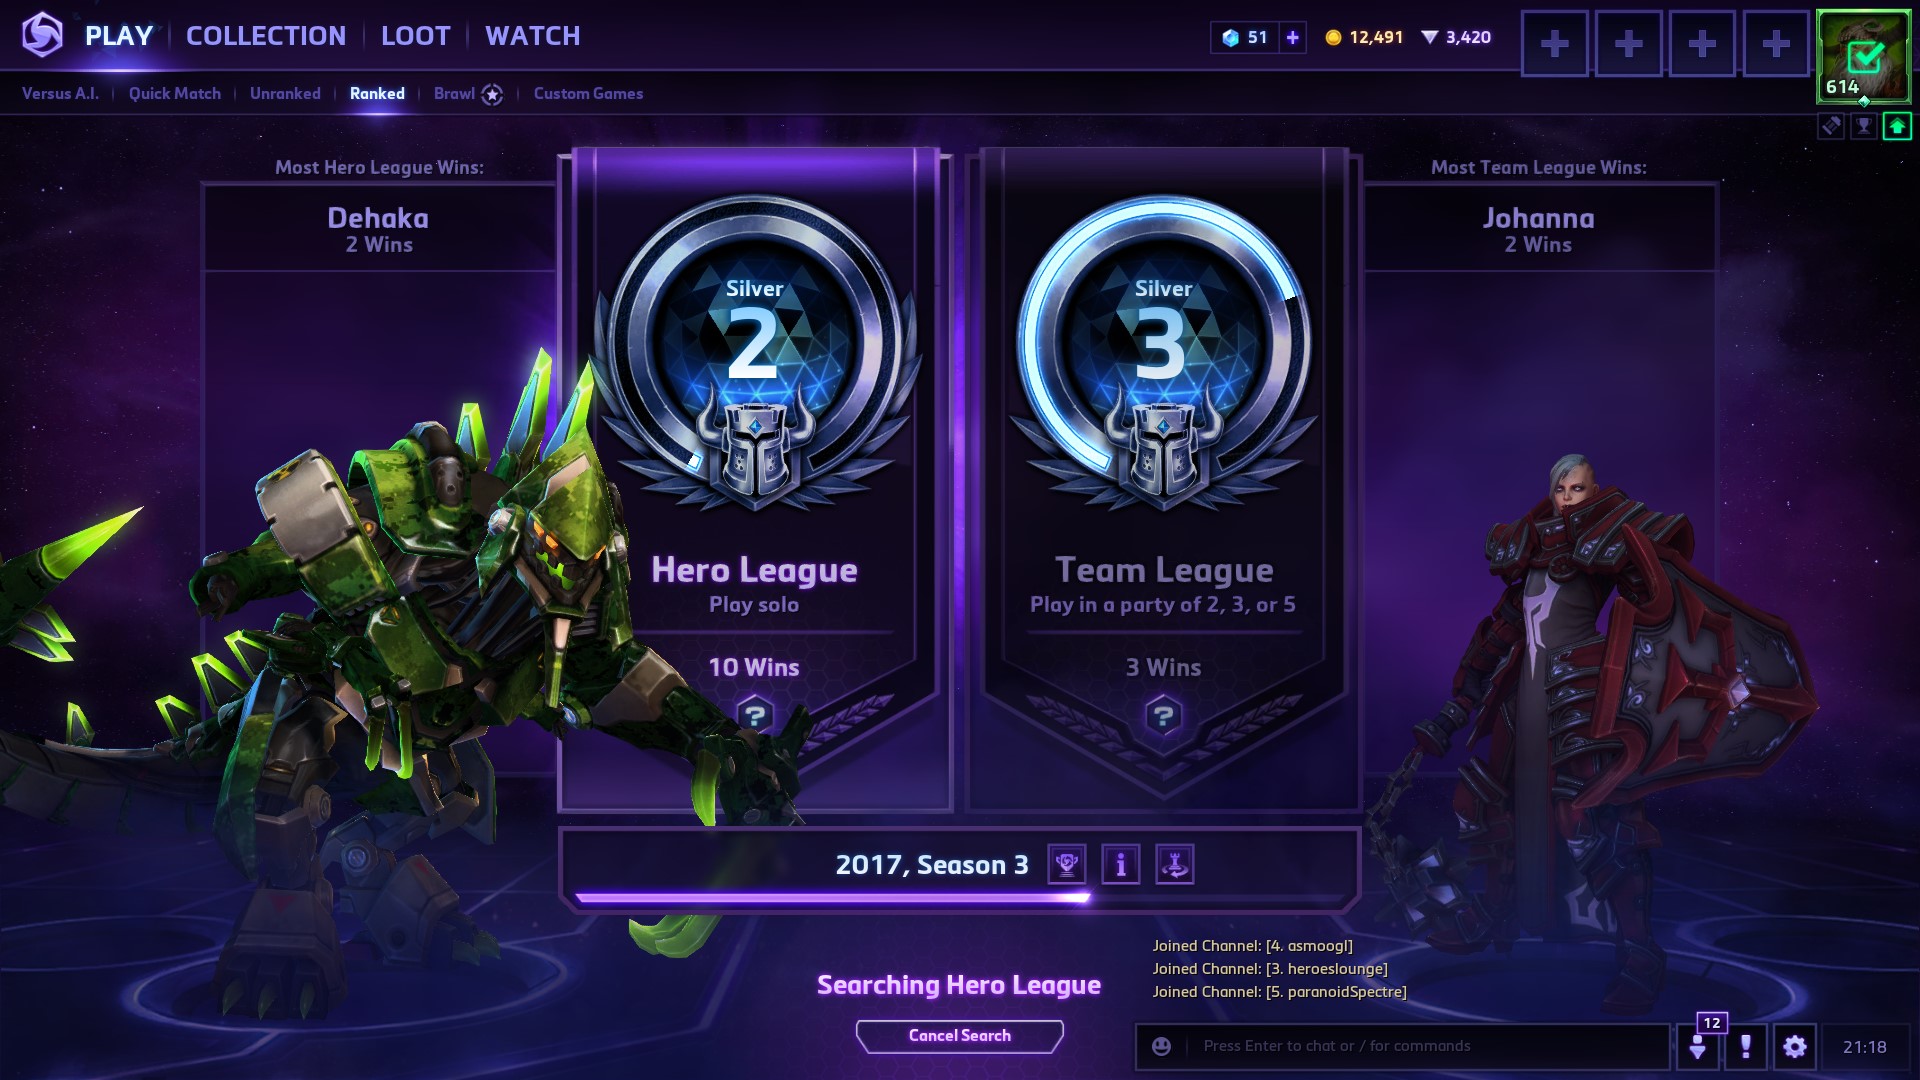 PLAY COLLECTION LOOT WATCH
51 12,491 3,420
614
Versus A.I. Quick Match Unranked Ranked Brawl Custom Games
Most Hero League Wins:
Dehaka
2 Wins
Silver
2
Hero League
Play solo
10 Wins
?
Silver
3
Team League
Play in a party of 2, 3, or 5
3 Wins
?
Most Team League Wins:
Johanna
2 Wins
2017, Season 3
Searching Hero League
Cancel Search
Joined Channel: [4. asmoogl]
Joined Channel: [3. heroeslounge]
Joined Channel: [5. paranoidSpectre]
Press Enter to chat or / for commands
12
21:18